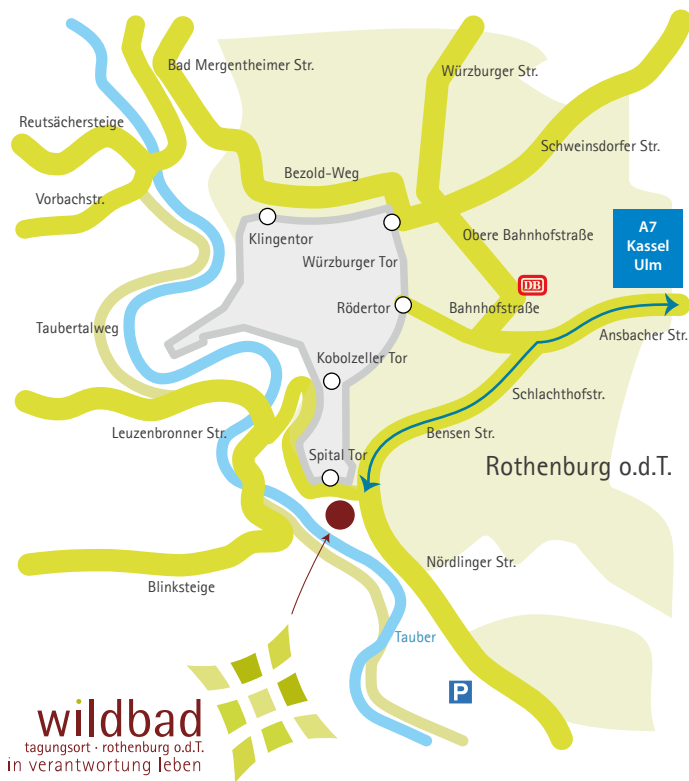 Bad Mergentheimer Str.
Würzburger Str.
Reutsächersteige
Schweinsdorfer Str.
Bezold-Weg
Vorbachstr.
A7
Kassel
Ulm
Klingentor
Obere Bahnhofstraße
Würzburger Tor
DB
Rödertor
Bahnhofstraße
Taubertalweg
Ansbacher Str.
Kobolzeller Tor
Schlachthofstr.
Leuzenbronner Str.
Bensen Str.
Spital Tor
Rothenburg o.d.T.
Nördlinger Str.
Blinksteige
Tauber
P
wildbad
tagungsort · rothenburg o.d.T.
in verantwortung leben